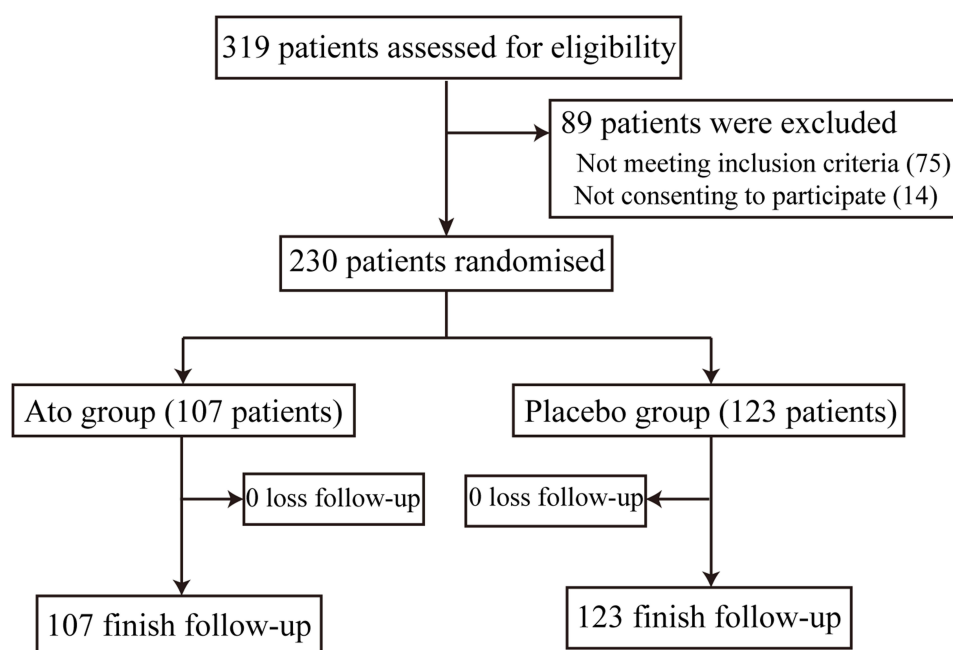 319 patients assessed for eligibility
89 patients were excluded
Not meeting inclusion criteria (75)
Not consenting to participate (14)
230 patients randomised
Ato group (107 patients)
Placebo group (123 patients)
0 loss follow-up
0 loss follow-up
107 finish follow-up
123 finish follow-up